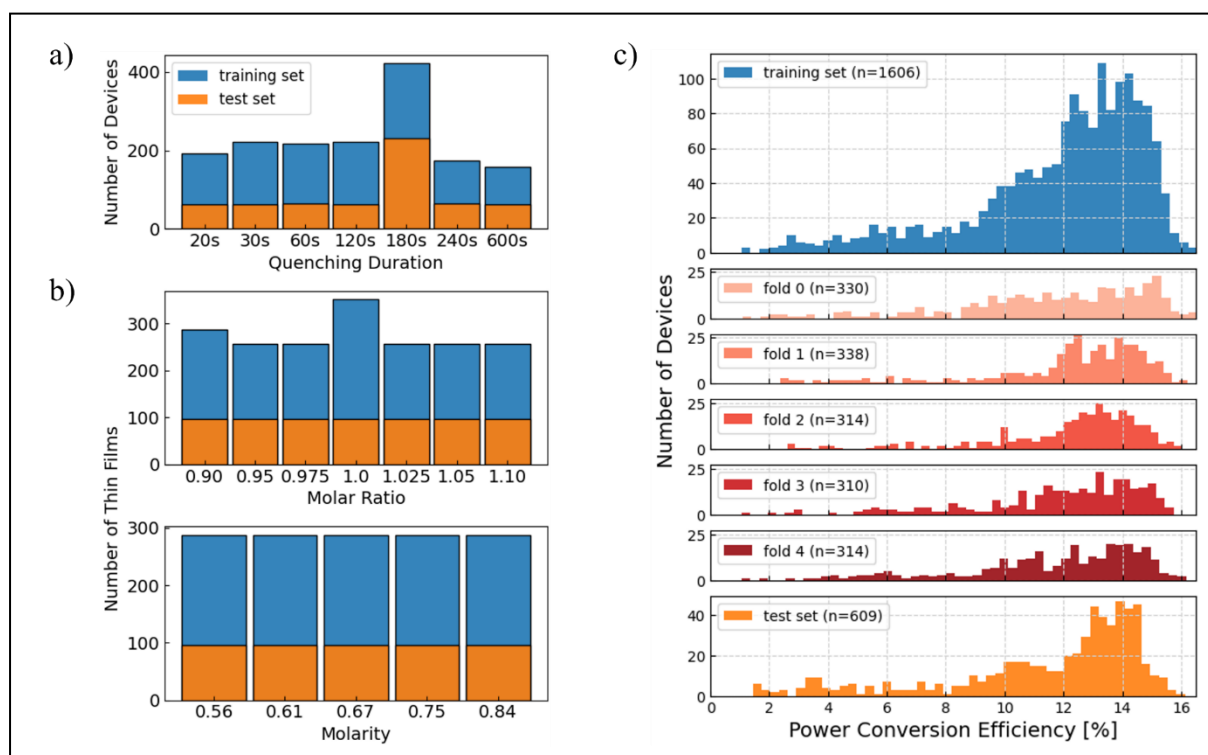 a)
Number of Devices
400
200
0
training set
test set
20s 30s 60s 120s 180s 240s 600s
Quenching Duration
b)
Number of Thin Films
300
200
100
0
0.90 0.95 0.975 1.0 1.025 1.05 1.10
Molar Ratio
300
200
100
0
0.56 0.61 0.67 0.75 0.84
Molarity
c)
Number of Devices
100
80
60
40
20
0
training set (n=1606)
25
0
fold 0 (n=330)
25
0
fold 1 (n=338)
25
0
fold 2 (n=314)
25
0
fold 3 (n=310)
25
0
fold 4 (n=314)
40
20
0
test set (n=609)
0 2 4 6 8 10 12 14 16
Power Conversion Efficiency [%]